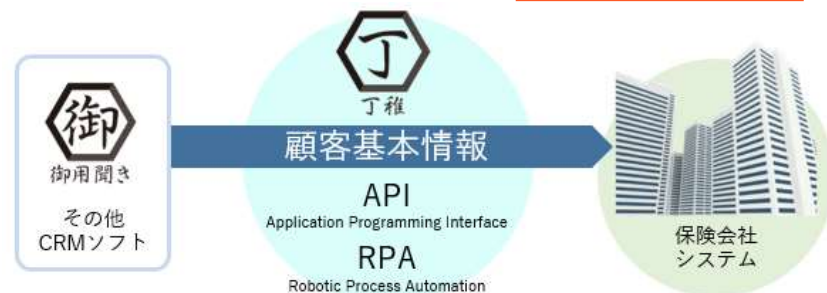 御
御用聞き
その他
CRMソフト
丁
丁稚
顧客基本情報
API
Application Programming Interface
RPA
Robotic Process Automation
保険会社
システム